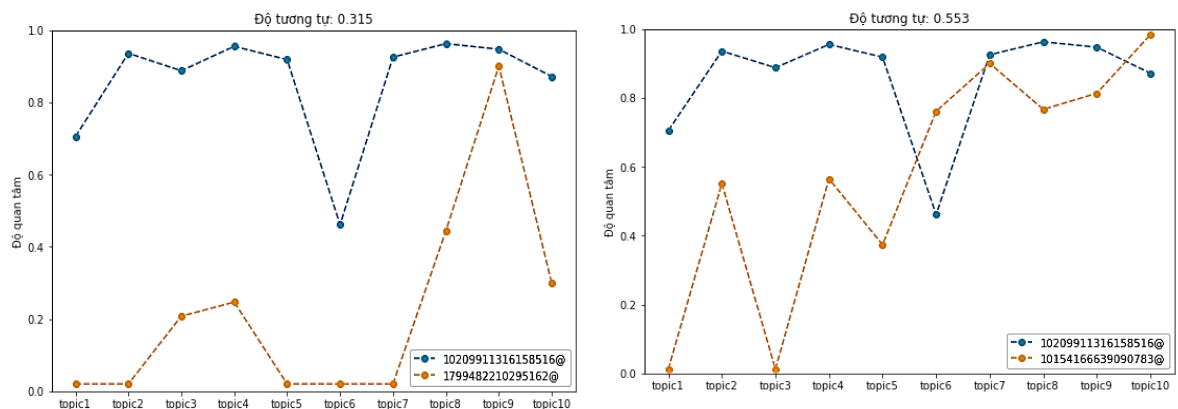 Độ tương tự: 0.315
1.0
0.8
0.6
0.4
0.2
0.0
Độ quan tâm
topic1 topic2 topic3 topic4 topic5 topic6 topic7 topic8 topic9 topic10
10209911316158516@
1799482210295162@
Độ tương tự: 0.553
1.0
0.8
0.6
0.4
0.2
0.0
Độ quan tâm
topic1 topic2 topic3 topic4 topic5 topic6 topic7 topic8 topic9 topic10
10209911316158516@
10154166639090783@